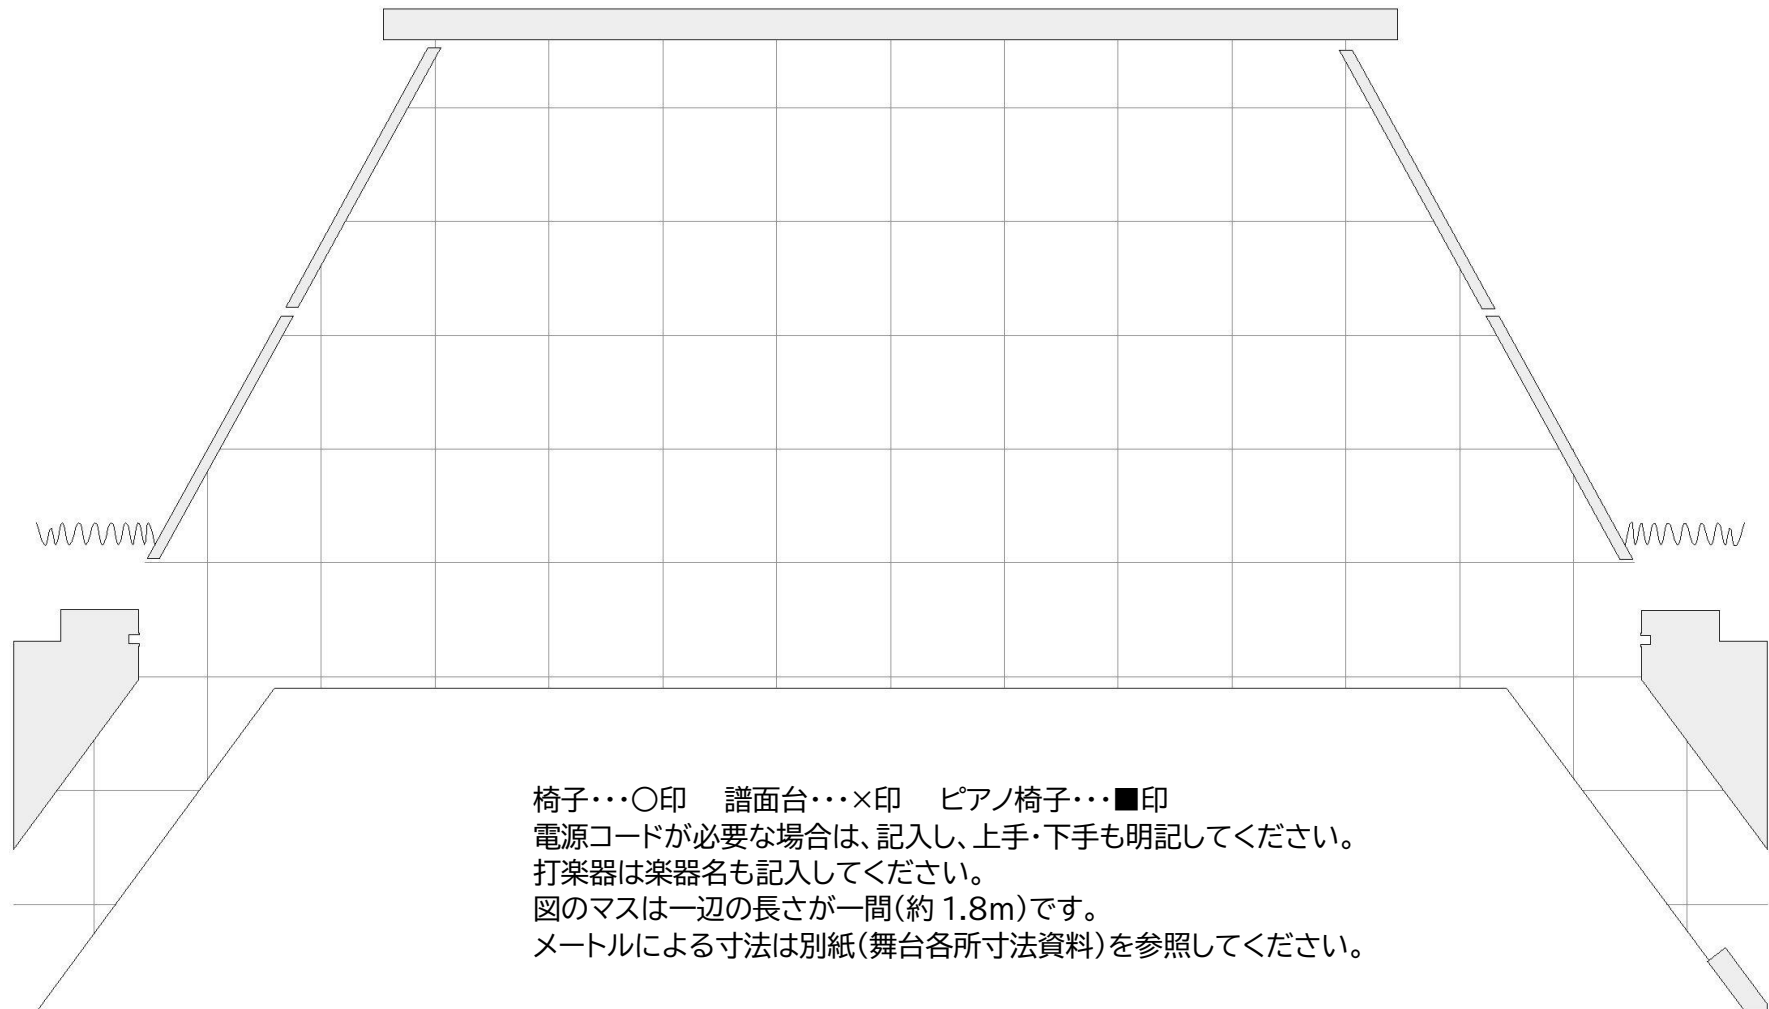 椅子･･･○印　譜面台･･･×印　ピアノ椅子･･･■印
電源コードが必要な場合は、記入し、上手・下手も明記してください。
打楽器は楽器名も記入してください。
図のマスは一辺の長さが一間（約1.8m）です。
メートルによる寸法は別紙（舞台各所寸法資料）を参照してください。